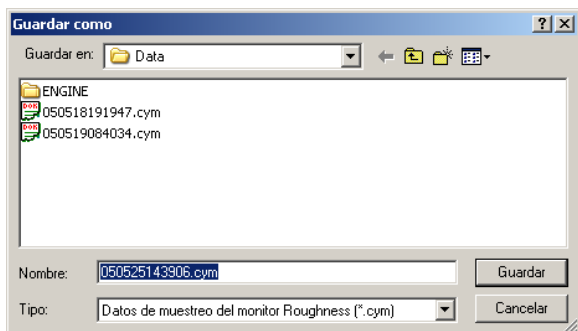 Guardar como
Guardar en: Data
ENGINE
050518191947.cym
050519084034.cym
Nombre: 050525143906.cym Guardar
Tipo: Datos de muestreo del monitor Roughness (*.cym) Cancelar